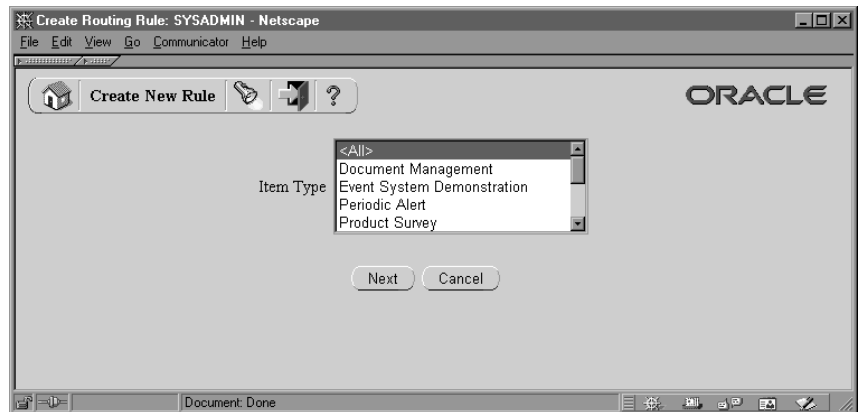 Create Routing Rule: SYSADMIN - Netscape
File Edit View Go Communicator Help
Create New Rule ?
ORACLE
Item Type
<All>
Document Management
Event System Demonstration
Periodic Alert
Product Survey
Next Cancel
Document: Done